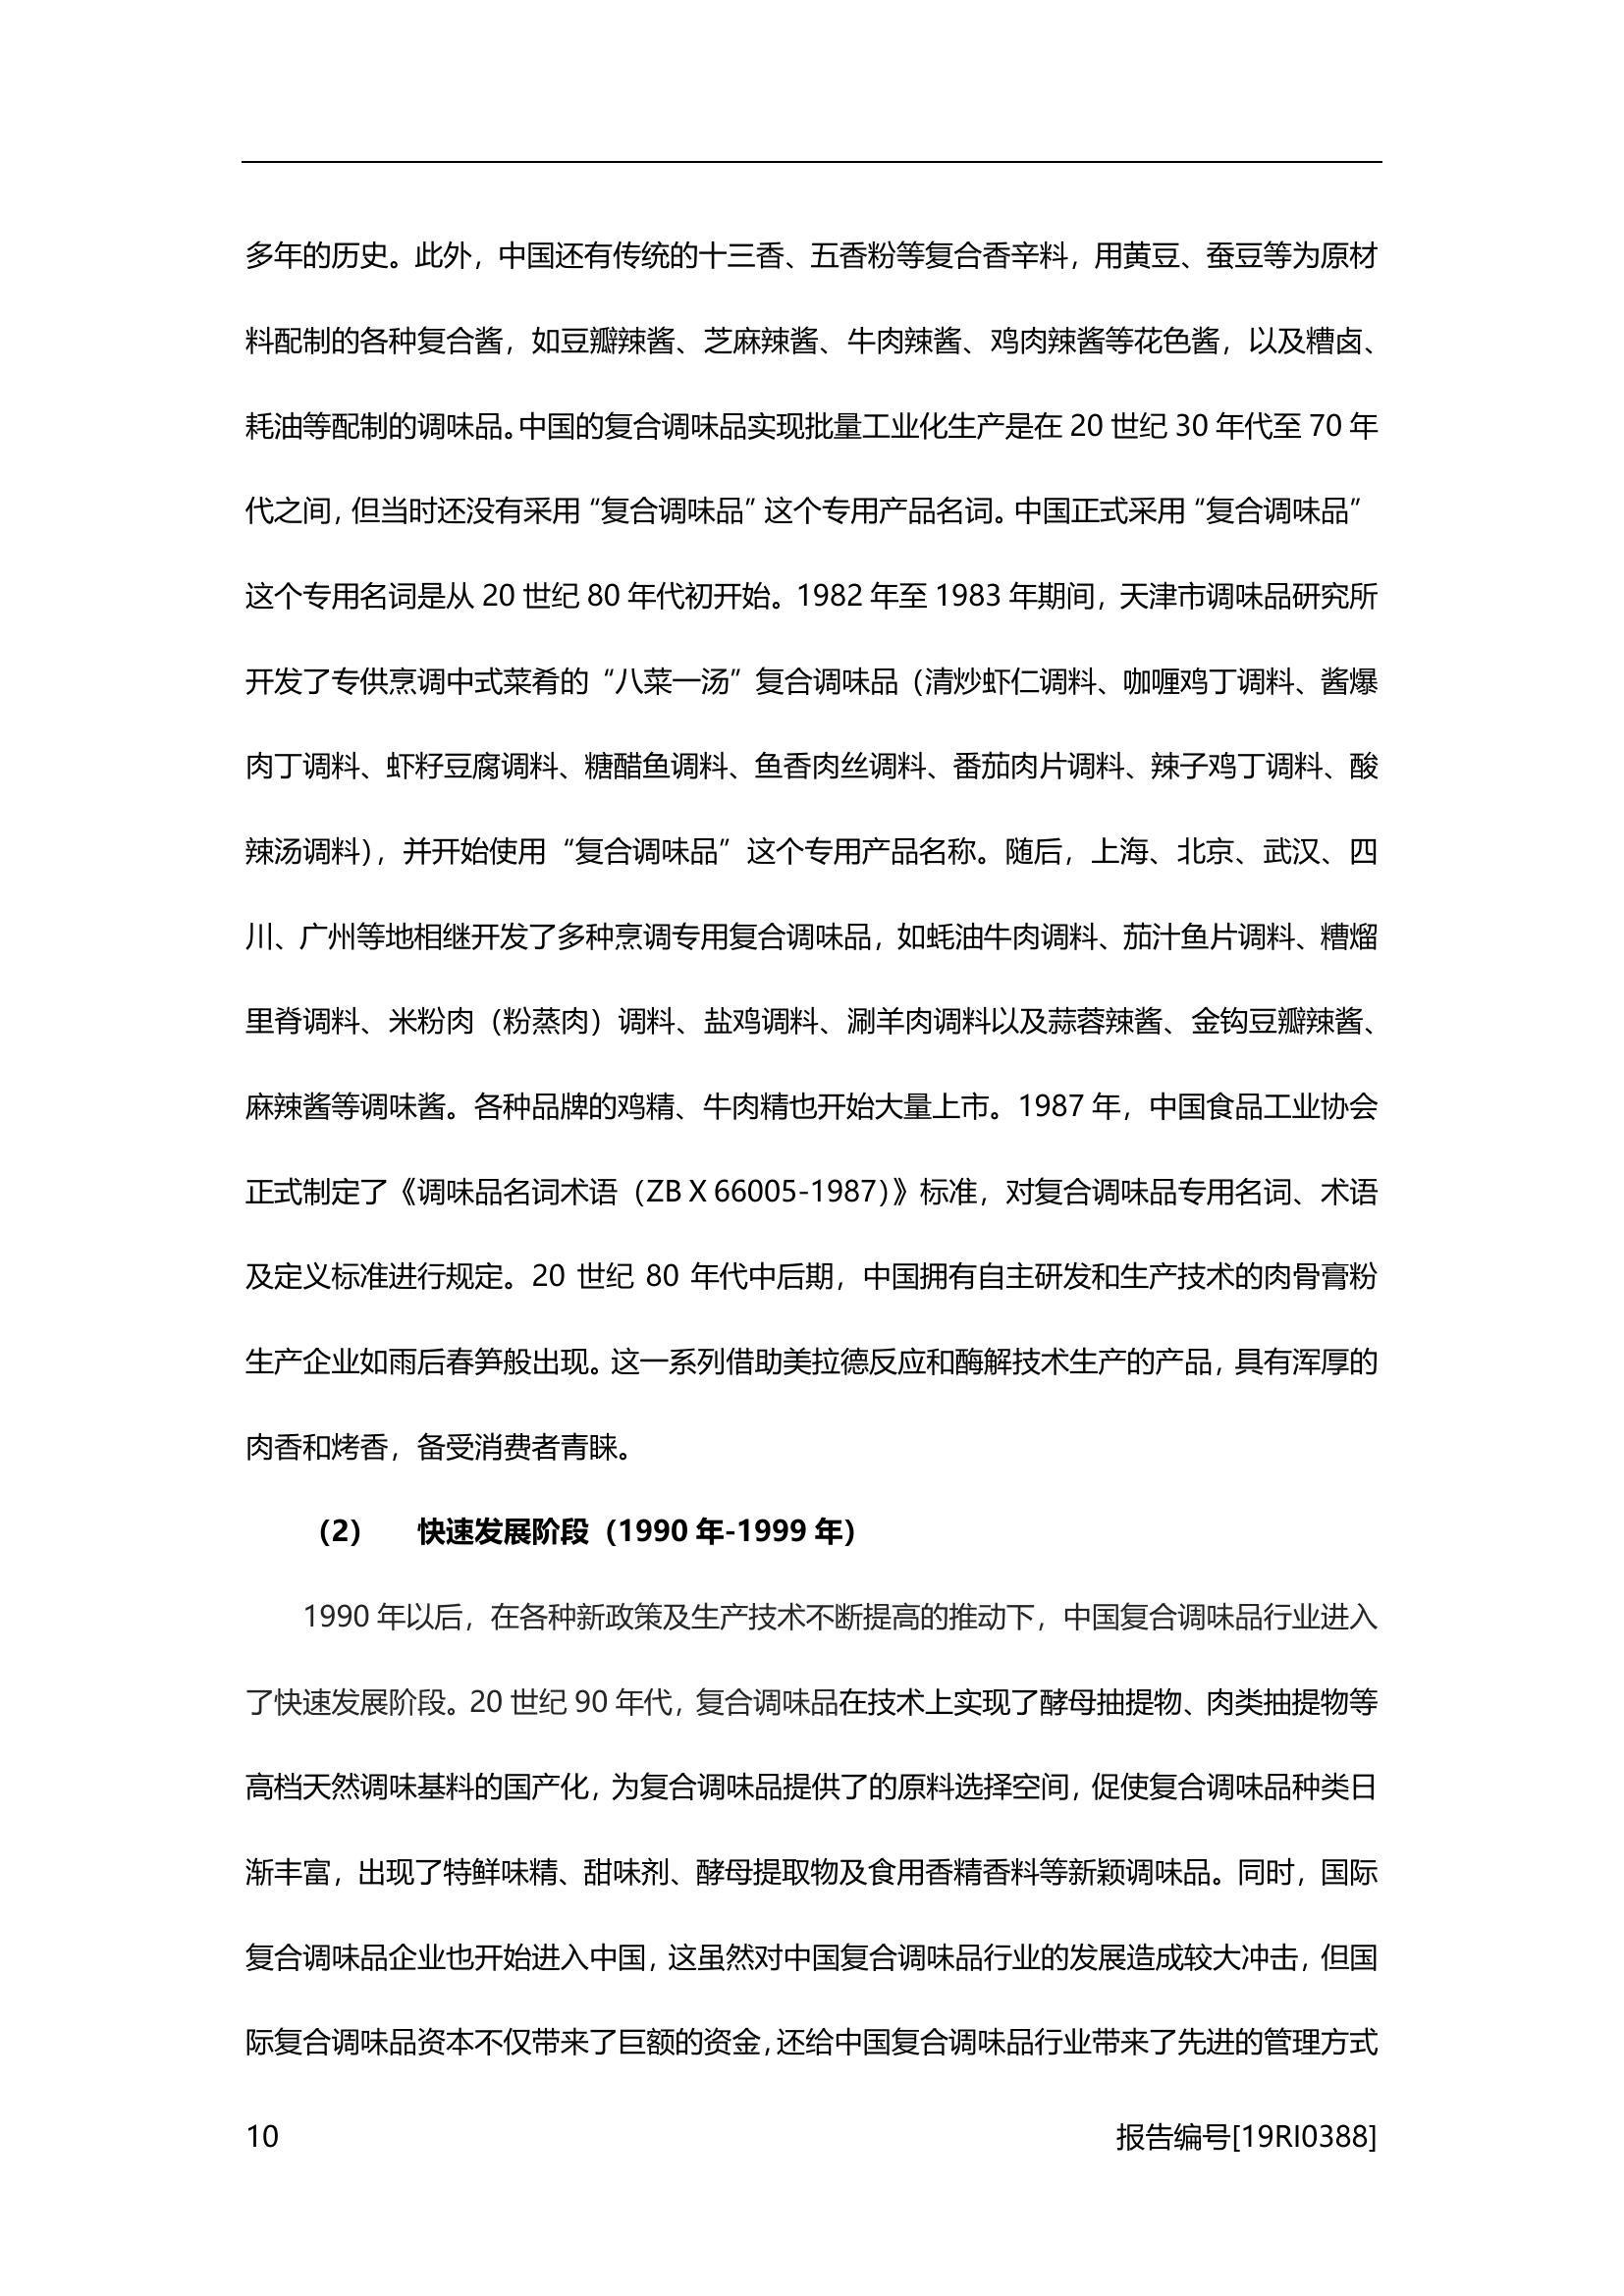 多年的历史。此外，中国还有传统的十三香、五香粉等复合香辛料，用黄豆、蚕豆等为原材
料配制的各种复合酱，如豆瓣辣酱、芝麻辣酱、牛肉辣酱、鸡肉辣酱等花色酱，以及糟卤、
耗油等配制的调味品。中国的复合调味品实现批量工业化生产是在 20 世纪 30 年代至 70 年
代之间，但当时还没有采用“复合调味品”这个专用产品名词。中国正式采用“复合调味品”
这个专用名词是从 20 世纪 80 年代初开始。1982 年至 1983 年期间，天津市调味品研究所
开发了专供烹调中式菜肴的“八菜一汤”复合调味品（清炒虾仁调料、咖喱鸡丁调料、酱爆
肉丁调料、虾籽豆腐调料、糖醋鱼调料、鱼香肉丝调料、番茄肉片调料、辣子鸡丁调料、酸
辣汤调料），并开始使用“复合调味品”这个专用产品名称。随后，上海、北京、武汉、四
川、广州等地相继开发了多种烹调专用复合调味品，如蚝油牛肉调料、茄汁鱼片调料、糟熘
里脊调料、米粉肉（粉蒸肉）调料、盐鸡调料、涮羊肉调料以及蒜蓉辣酱、金钩豆瓣辣酱、
麻辣酱等调味酱。各种品牌的鸡精、牛肉精也开始大量上市。1987 年，中国食品工业协会
正式制定了《调味品名词术语（ZB X 66005-1987）》标准，对复合调味品专用名词、术语
及定义标准进行规定。20 世纪 80 年代中后期，中国拥有自主研发和生产技术的肉骨膏粉
生产企业如雨后春笋般出现。这一系列借助美拉德反应和酶解技术生产的产品，具有浑厚的
肉香和烤香，备受消费者青睐。
（2） 快速发展阶段（1990 年-1999 年）
1990 年以后，在各种新政策及生产技术不断提高的推动下，中国复合调味品行业进入
了快速发展阶段。20 世纪 90 年代，复合调味品在技术上实现了酵母抽提物、肉类抽提物等
高档天然调味基料的国产化，为复合调味品提供了的原料选择空间，促使复合调味品种类日
渐丰富，出现了特鲜味精、甜味剂、酵母提取物及食用香精香料等新颖调味品。同时，国际
复合调味品企业也开始进入中国，这虽然对中国复合调味品行业的发展造成较大冲击，但国
际复合调味品资本不仅带来了巨额的资金，还给中国复合调味品行业带来了先进的管理方式
10 报告编号[19RI0388]